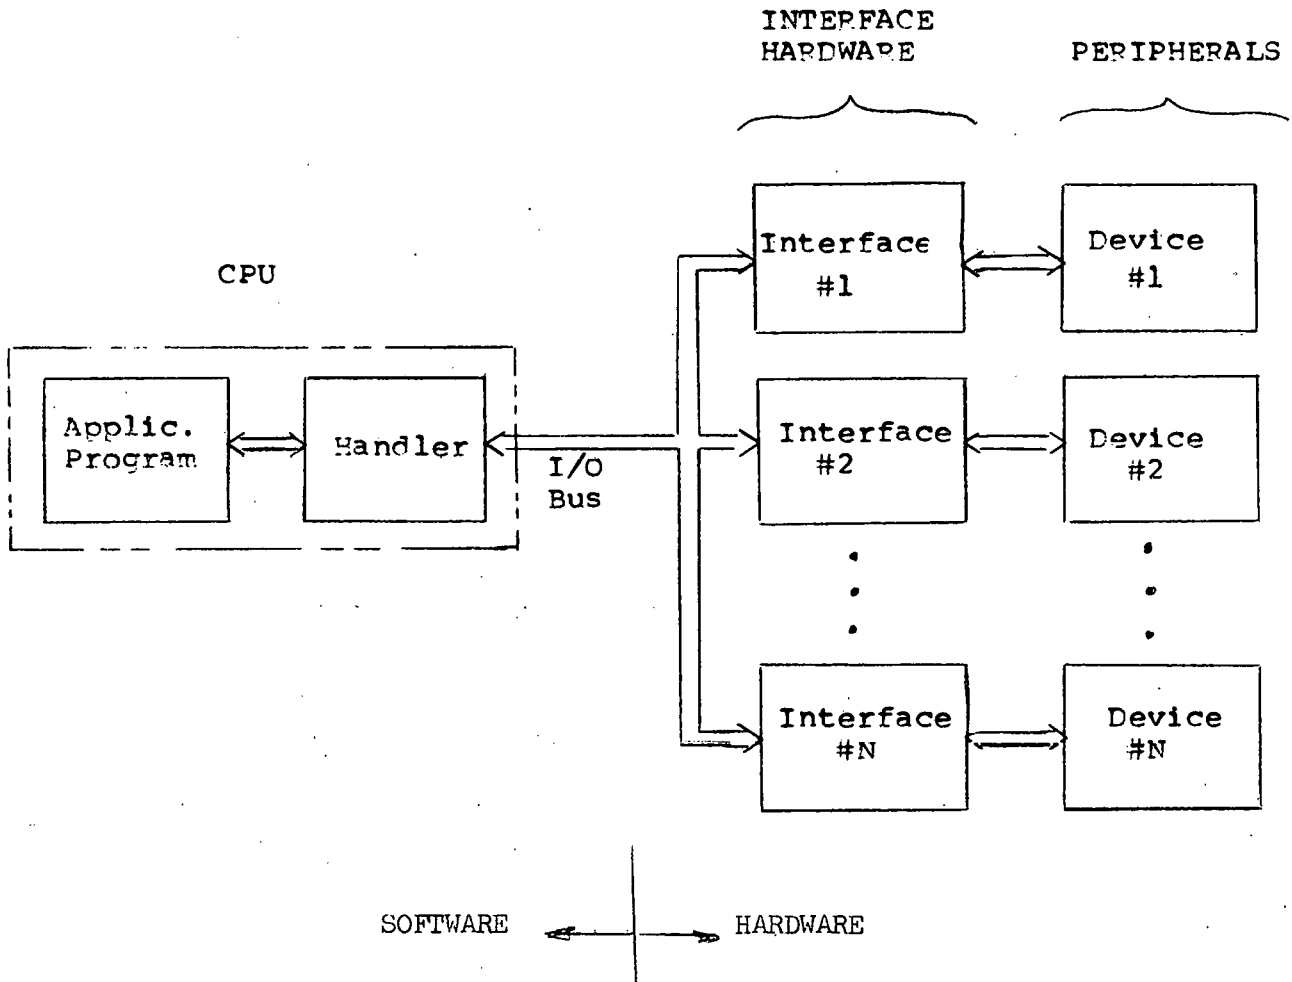 INTERFACE
HARDWARE
PERIPHERALS
CPU
Interface
#1
Device
#1
Applic.
Program
Handler
I/O
Bus
Interface
#2
Device
#2
Interface
#N
Device
#N
SOFTWARE
HARDWARE